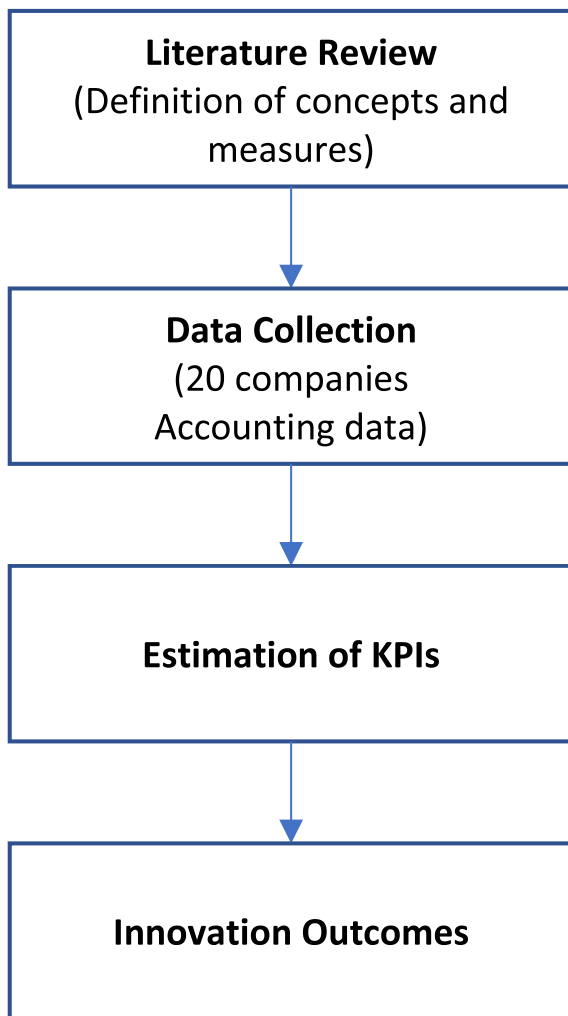 Literature Review
(Definition of concepts and
measures)
Data Collection
(20 companies
Accounting data)
Estimation of KPIs
Innovation Outcomes